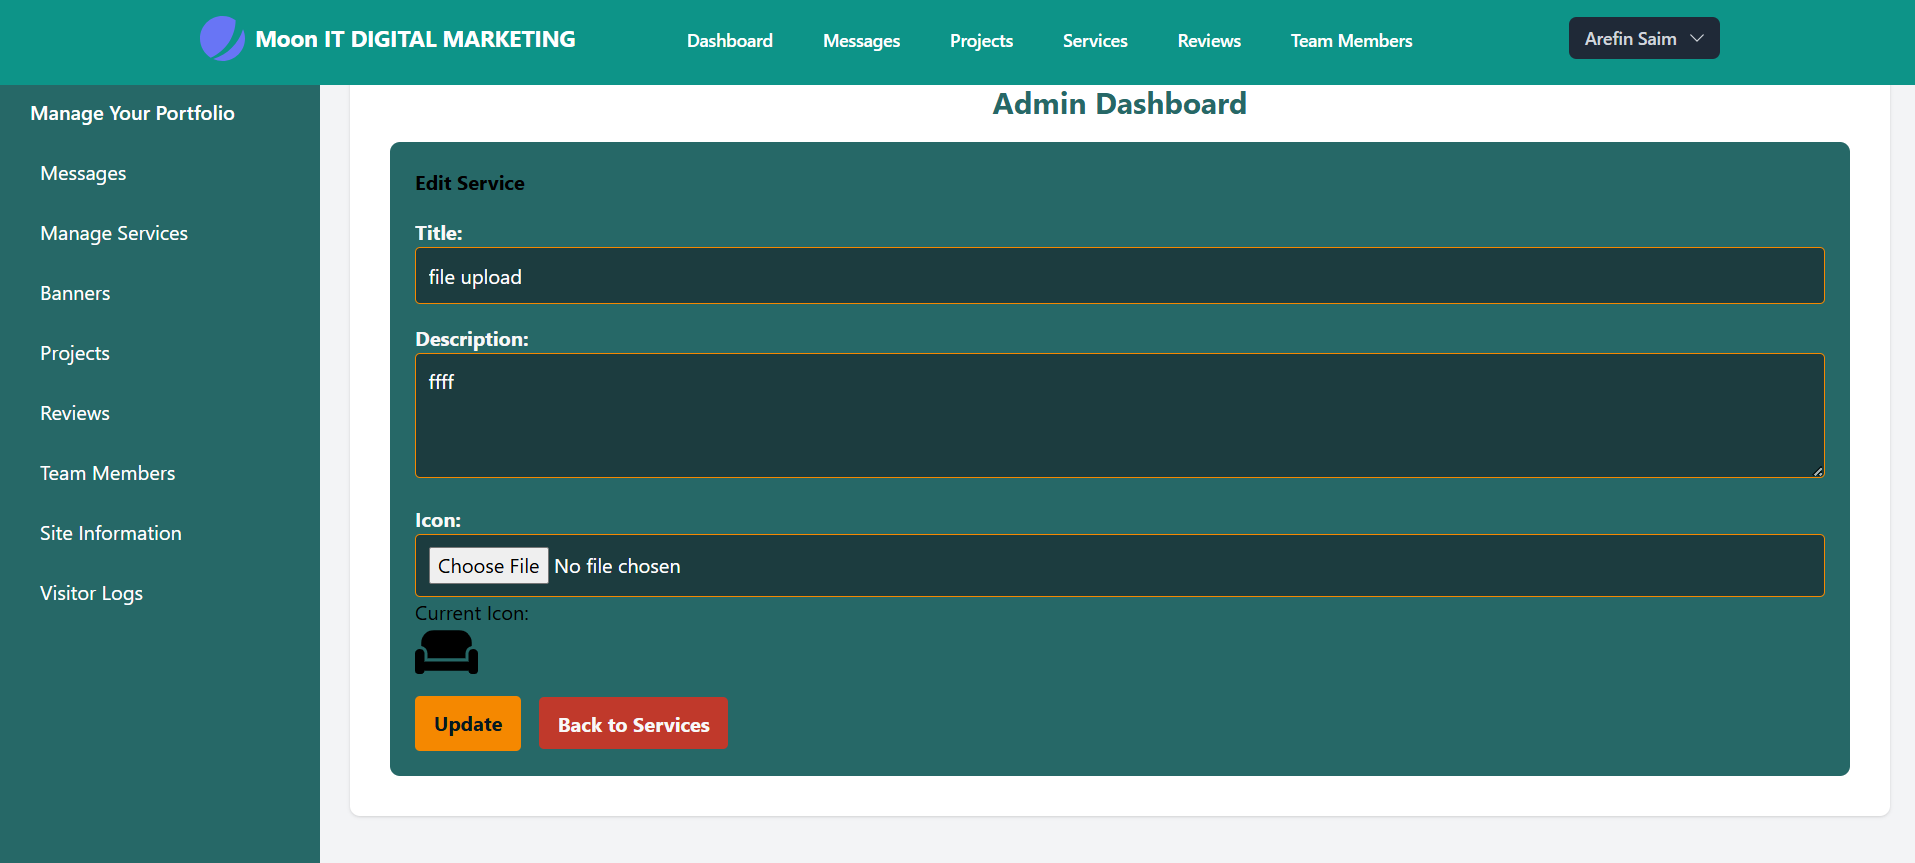 Moon IT DIGITAL MARKETING
Dashboard
Messages
Projects
Services
Reviews
Team Members
Arefin Saim
Manage Your Portfolio
Messages
Manage Services
Banners
Projects
Reviews
Team Members
Site Information
Visitor Logs
Admin Dashboard
Edit Service
Title:
file upload
Description:
ffff
Icon:
Choose File No file chosen
Current Icon:
Update
Back to Services